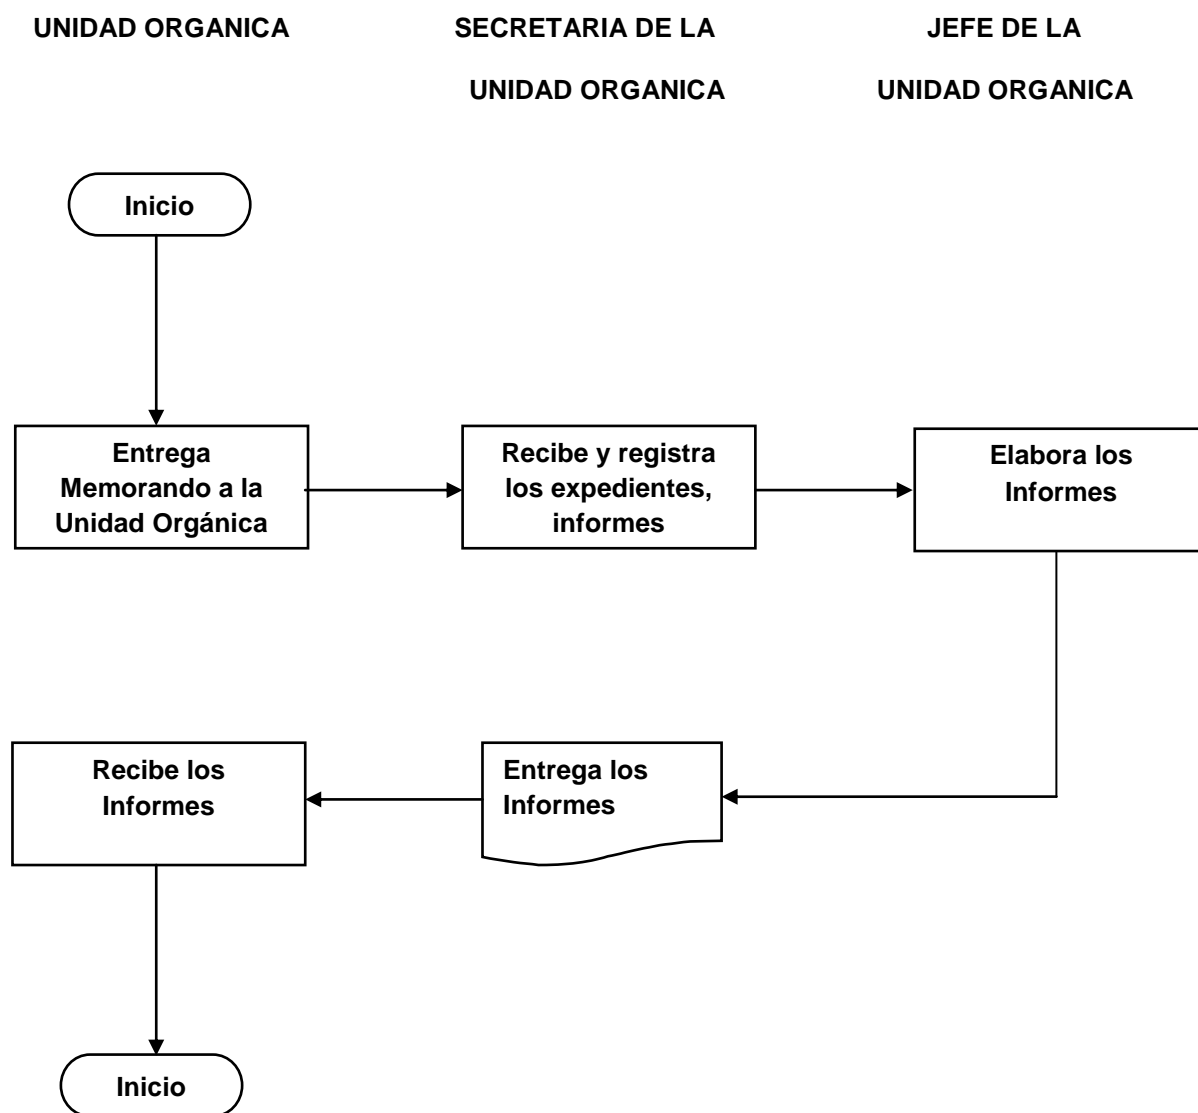 UNIDAD ORGANICA
SECRETARIA DE LA
UNIDAD ORGANICA
JEFE DE LA
UNIDAD ORGANICA
Inicio
Entrega
Memorando a la
Unidad Orgánica
Recibe y registra
los expedientes,
informes
Elabora los
Informes
Recibe los
Informes
Entrega los
Informes
Inicio